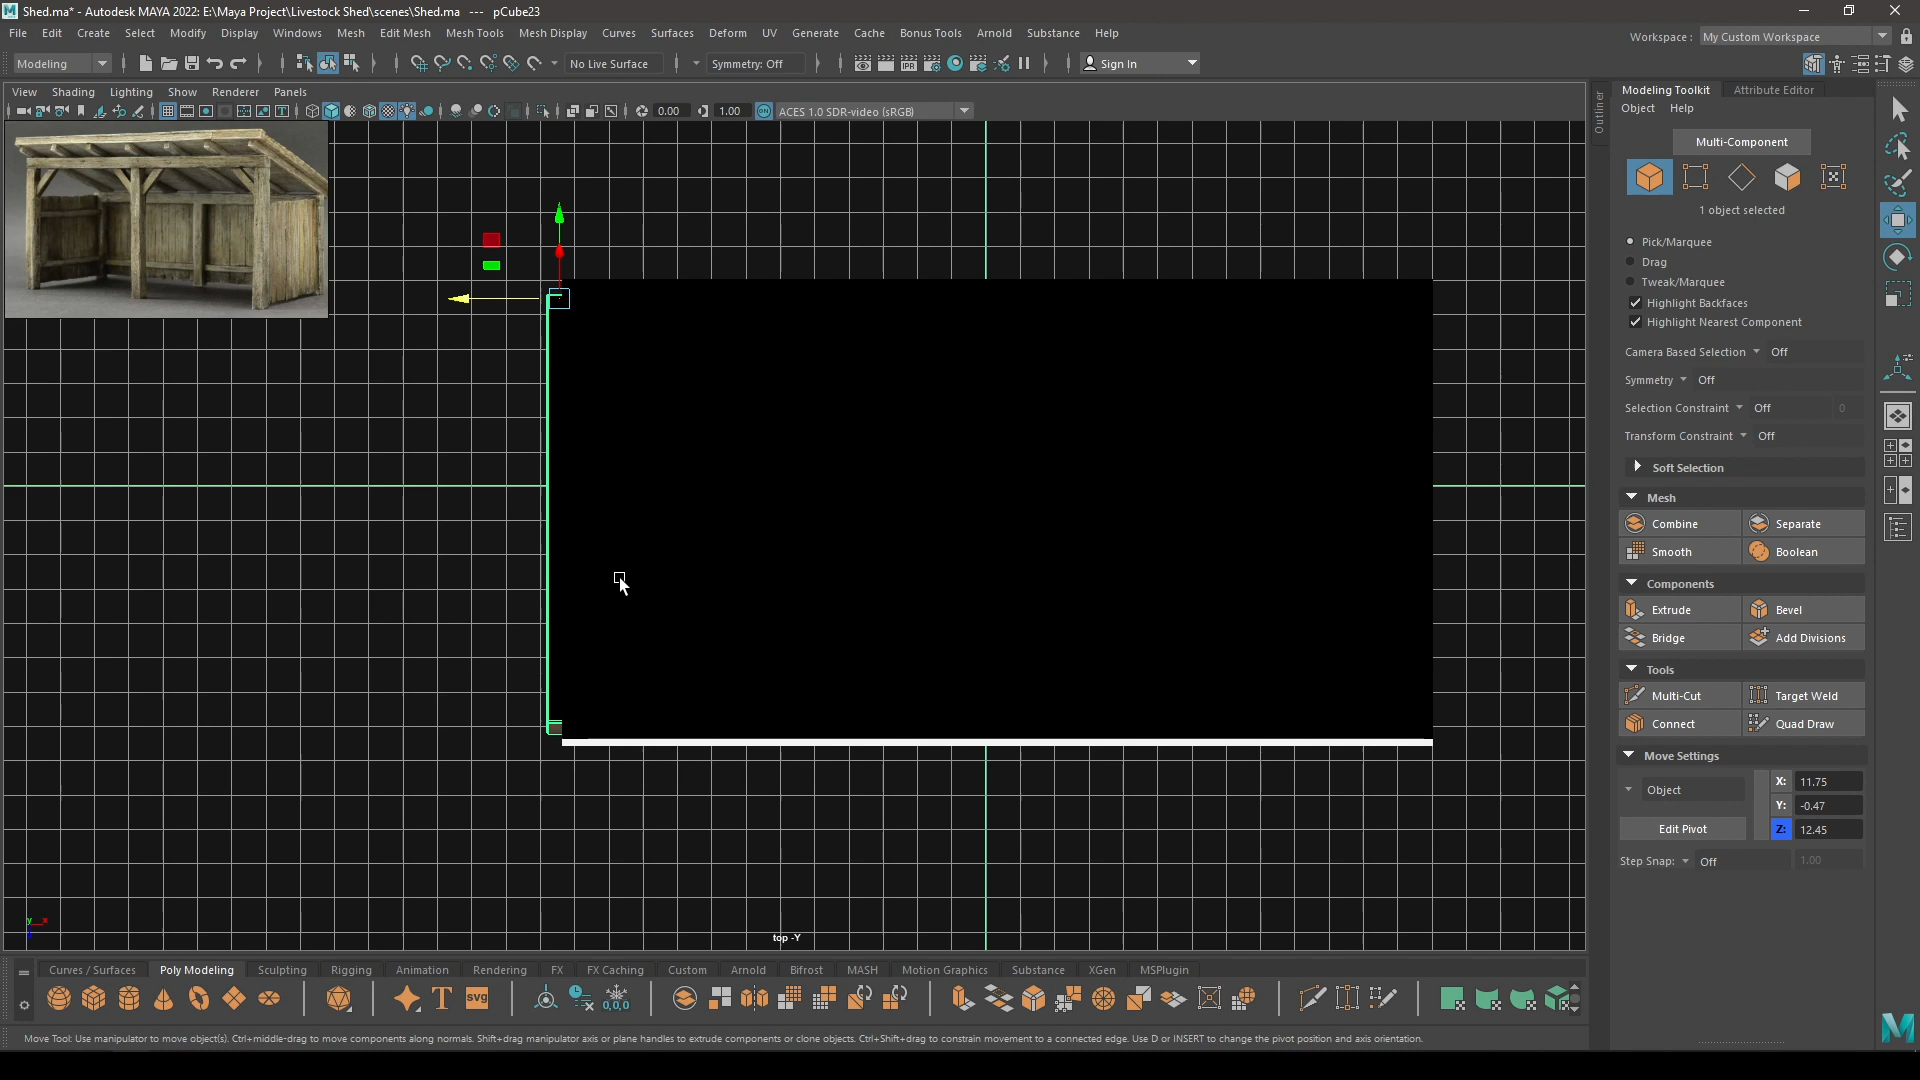 Shed.ma* - Autodesk MAYA 2022: E:\Maya Project\Livestock Shed\scenes\Shed.ma --- pCube23
File Edit Create Select Modify Display Windows Mesh Edit Mesh Mesh Tools Mesh Display Curves Surfaces Deform UV Generate Cache Bonus Tools Arnold Substance Help
Workspace : My Custom Workspace
Modeling No Live Surface Symmetry: Off IPR Sign In
View Shading Lighting Show Renderer Panels
0.00 1.00 ON ACES 1.0 SDR-video (sRGB)
Outliner
Modeling Toolkit Attribute Editor
Object Help
Multi-Component
1 object selected
Pick/Marquee
Drag
Tweak/Marquee
Highlight Backfaces
Highlight Nearest Component
Camera Based Selection Off
Symmetry Off
Selection Constraint Off 0
Transform Constraint Off
Soft Selection
Mesh
Combine Separate
Smooth Boolean
Components
Extrude Bevel
Bridge Add Divisions
Tools
Multi-Cut Target Weld
Connect Quad Draw
Move Settings
Object X: 11.75
Y: -0.47
Edit Pivot Z: 12.45
Step Snap: Off 1.00
y x
top -Y
Curves / Surfaces Poly Modeling Sculpting Rigging Animation Rendering FX FX Caching Custom Arnold Bifrost MASH Motion Graphics Substance XGen MSPlugin
T svg 0,0,0
Move Tool: Use manipulator to move object(s). Ctrl+middle-drag to move components along normals. Shift+drag manipulator axis or plane handles to extrude components or clone objects. Ctrl+Shift+drag to constrain movement to a connected edge. Use D or INSERT to change the pivot position and axis orientation.